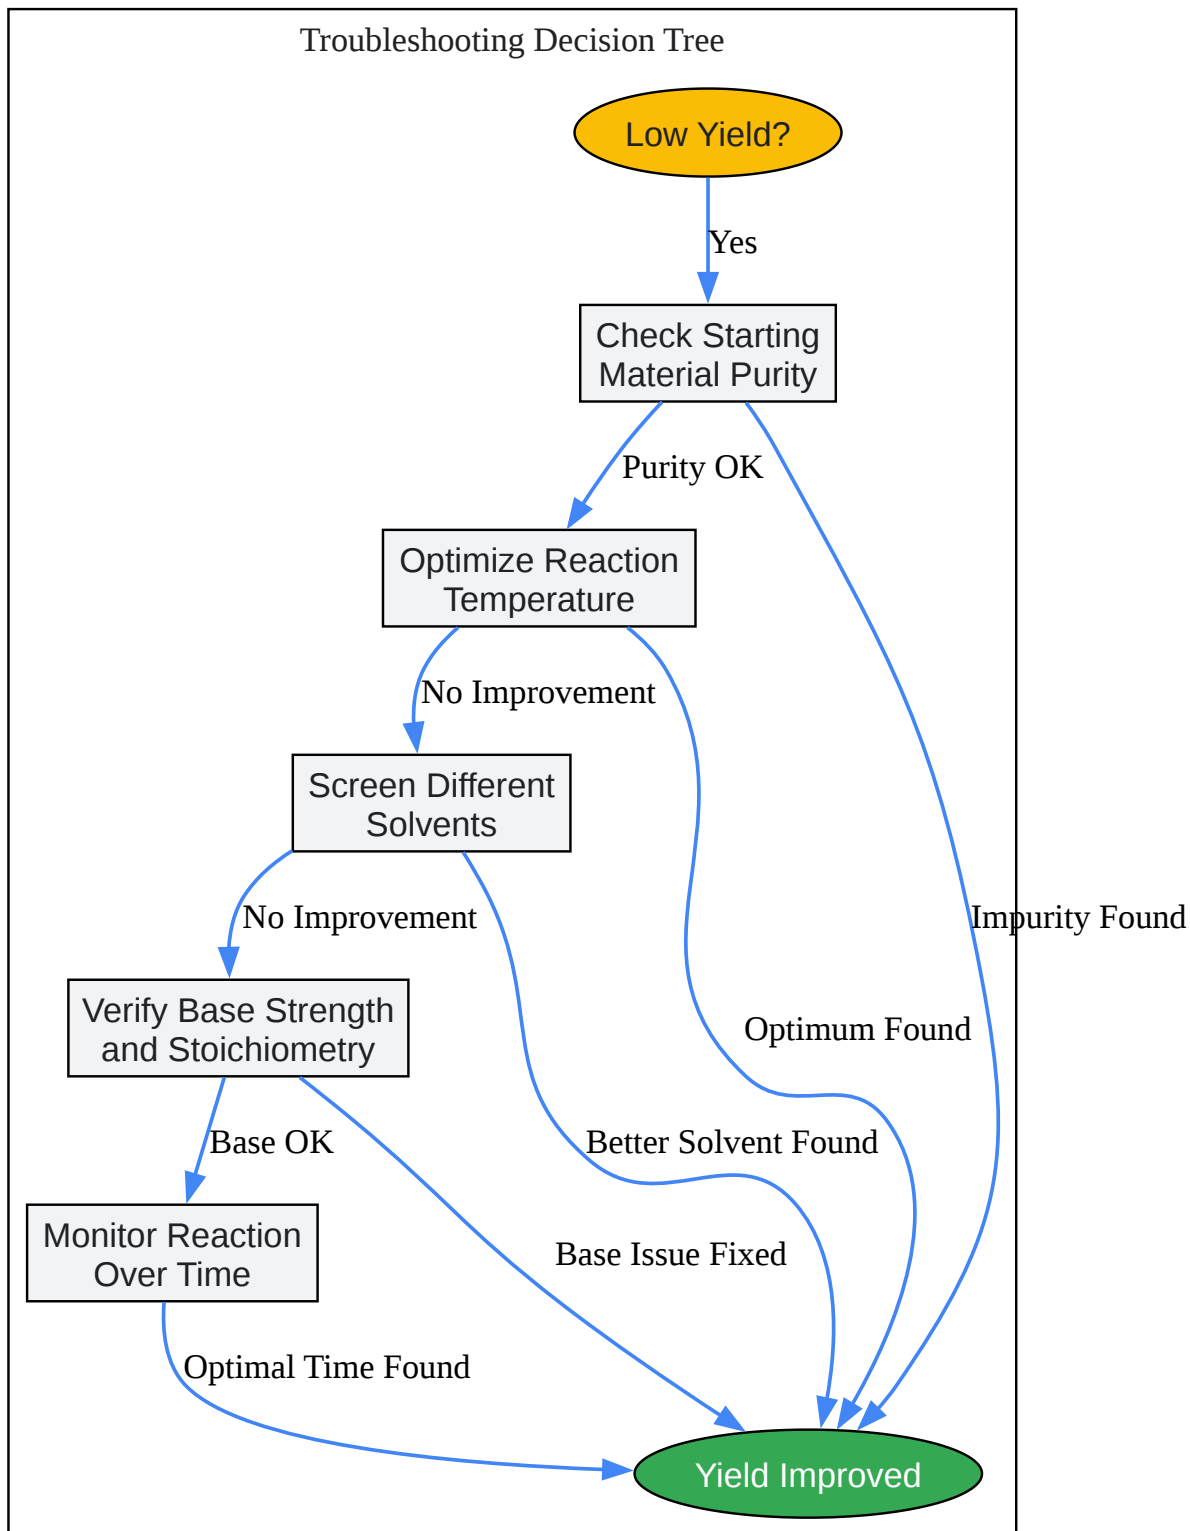 Troubleshooting Decision Tree
Low Yield?
Yes
Check Starting
Material Purity
Purity OK
Optimize Reaction
Temperature
No Improvement
Screen Different
Solvents
No Improvement
Impurity Found
Verify Base Strength
and Stoichiometry
Optimum Found
Base OK
Better Solvent Found
Monitor Reaction
Over Time
Base Issue Fixed
Optimal Time Found
Yield Improved